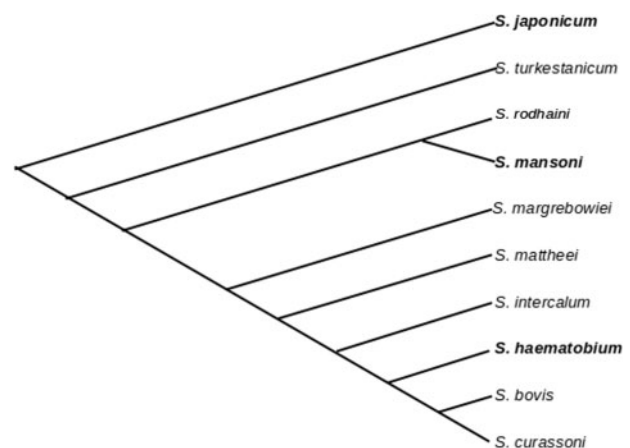 S. japonicum
S. turkestanicum
S. rodhaini
S. mansoni
S. margrebowiei
S. mattheei
S. intercalum
S. haematobium
S. bovis
S. curassoni